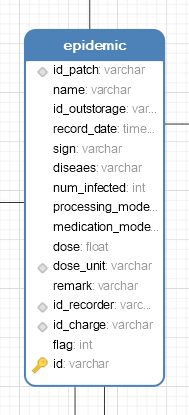 epidemic
id_patch: varchar
name: varchar
id_outstorage: var...
record_date: time...
sign: varchar
diseaes: varchar
num_infected: int
processing_mode...
medication_mode...
dose: float
dose_unit: varchar
remark: varchar
id_recorder: varc...
id_charge: varchar
flag: int
id: varchar